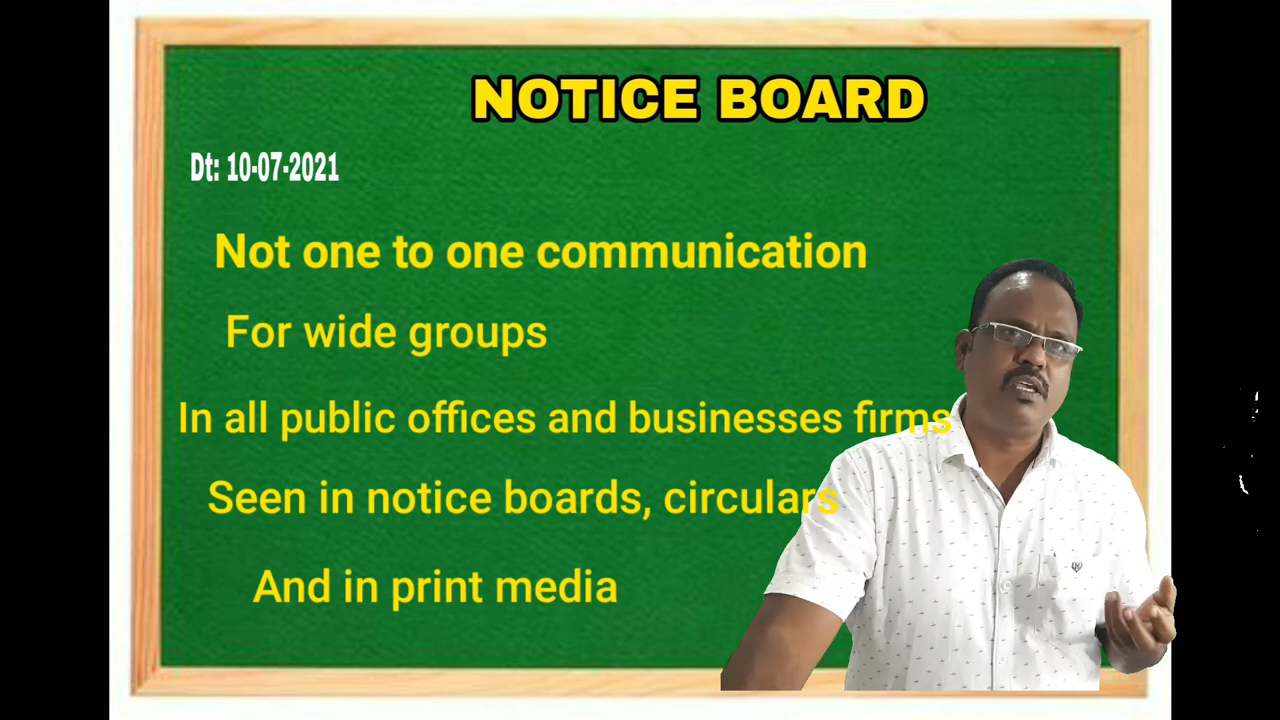 NOTICE BOARD
Dt: 10-07-2021
Not one to one communication
For wide groups
In all public offices and businesses firms
Seen in notice boards, circulars
And in print media